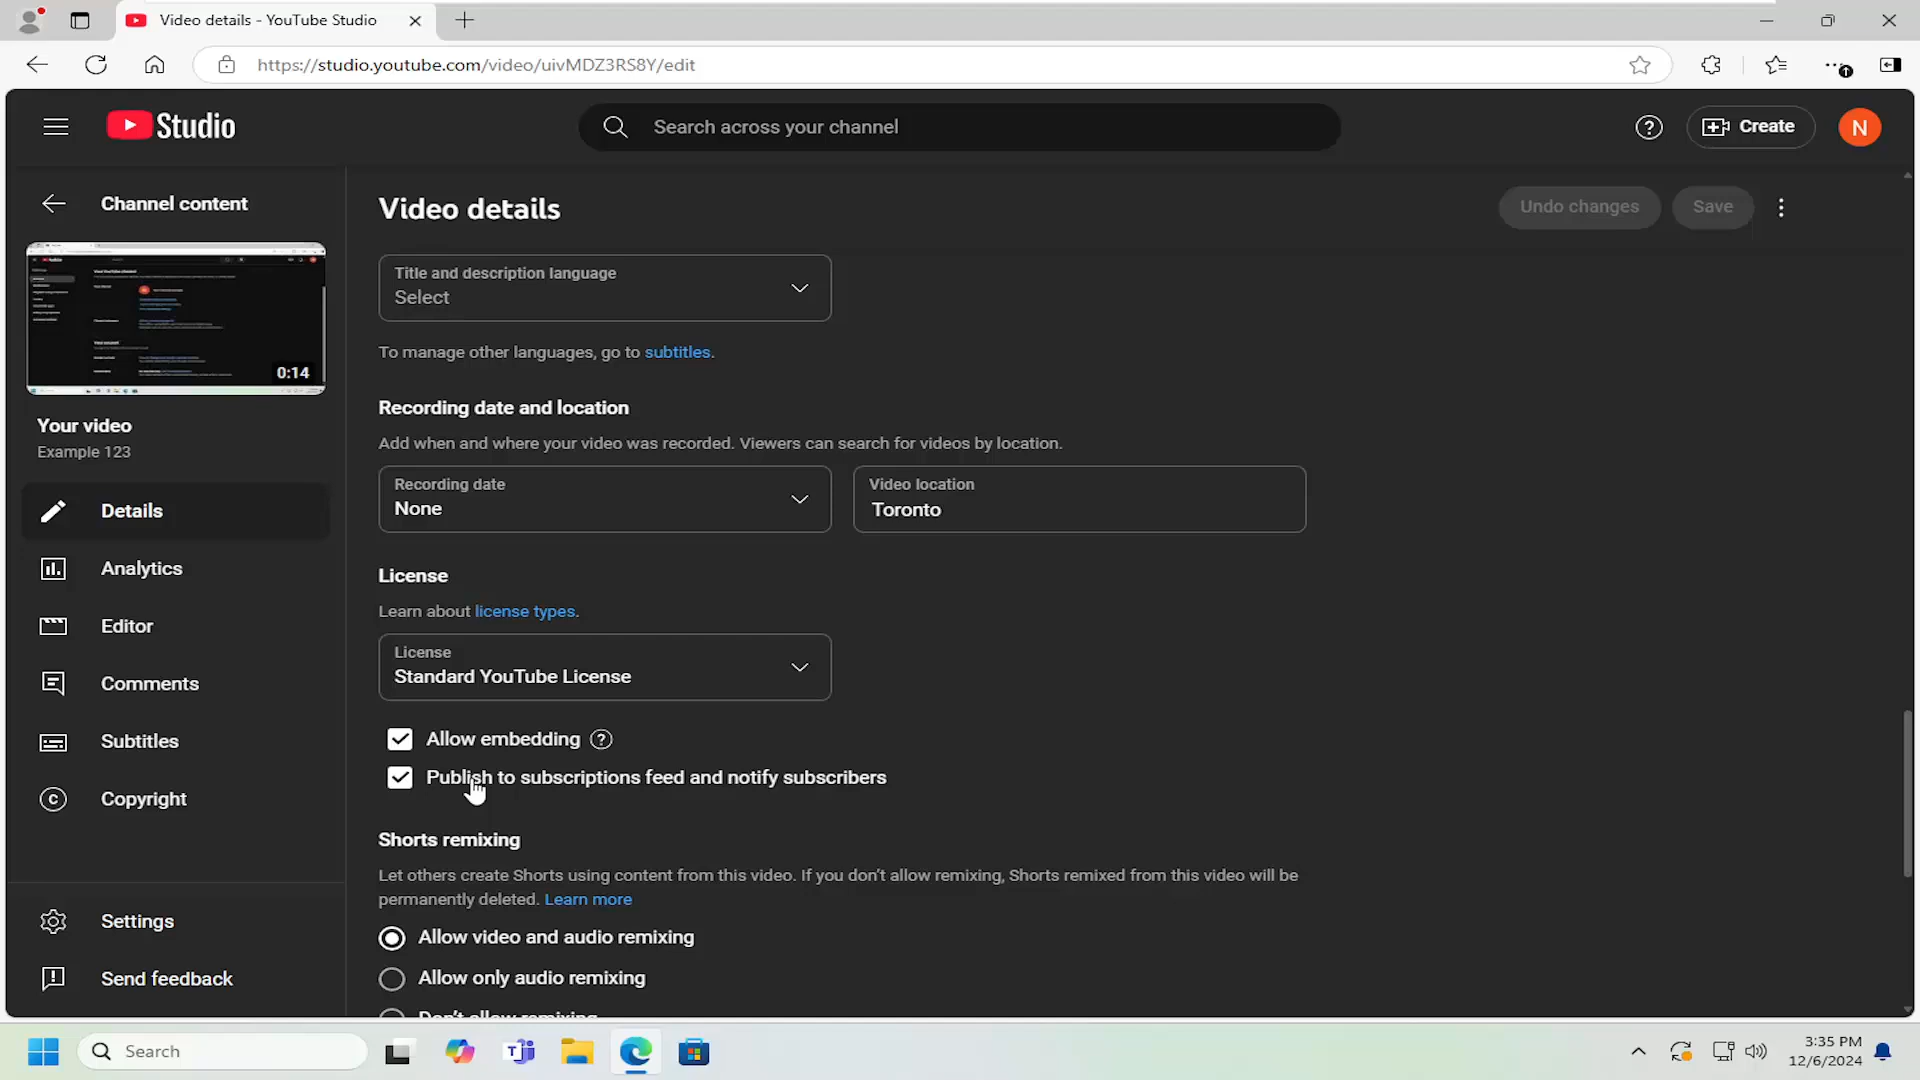 Video details - YouTube Studio
https://studio.youtube.com/video/uivMDZ3RS8Y/edit
Studio
Search across your channel
Create
N
Channel content
0:14
Your video
Example 123
Details
Analytics
Editor
Comments
Subtitles
Copyright
Settings
Send feedback
Video details
Undo changes
Save
Title and description language
Select
To manage other languages, go to subtitles.
Recording date and location
Add when and where your video was recorded. Viewers can search for videos by location.
Recording date
None
Video location
Toronto
License
Learn about license types.
License
Standard YouTube License
Allow embedding
Publish to subscriptions feed and notify subscribers
Shorts remixing
Let others create Shorts using content from this video. If you don't allow remixing, Shorts remixed from this video will be
permanently deleted. Learn more
Allow video and audio remixing
Allow only audio remixing
Don't allow remixing
Search
3:35 PM
12/6/2024